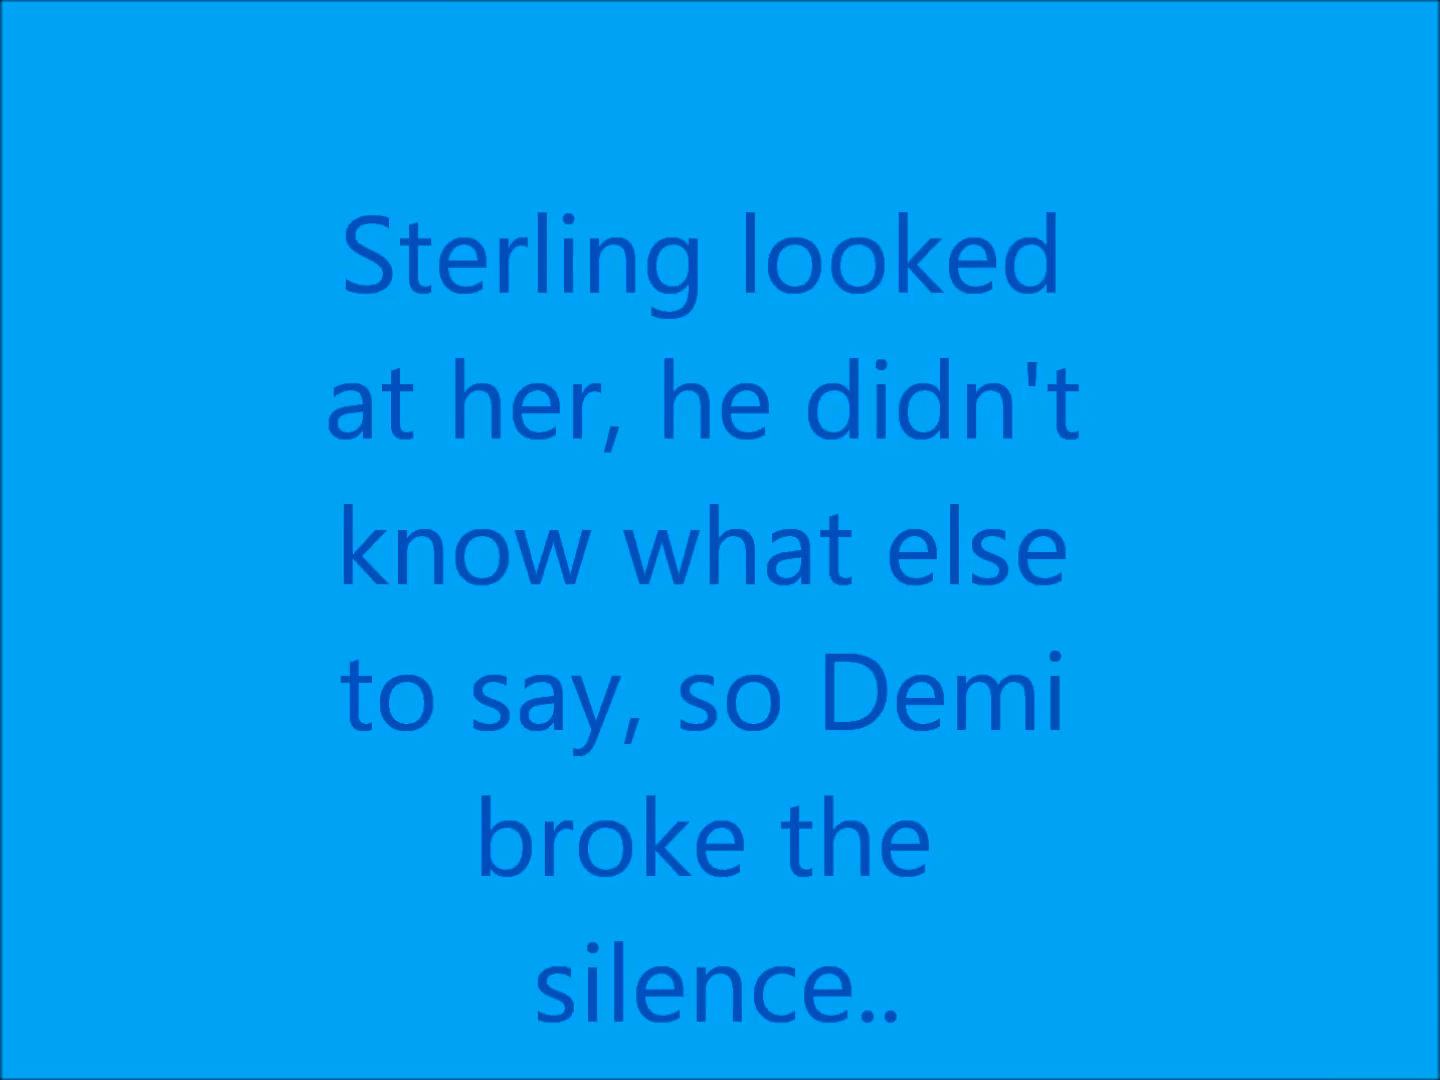 Sterling looked
at her, he didn't
know what else
to say, so Demi
broke the
silence..